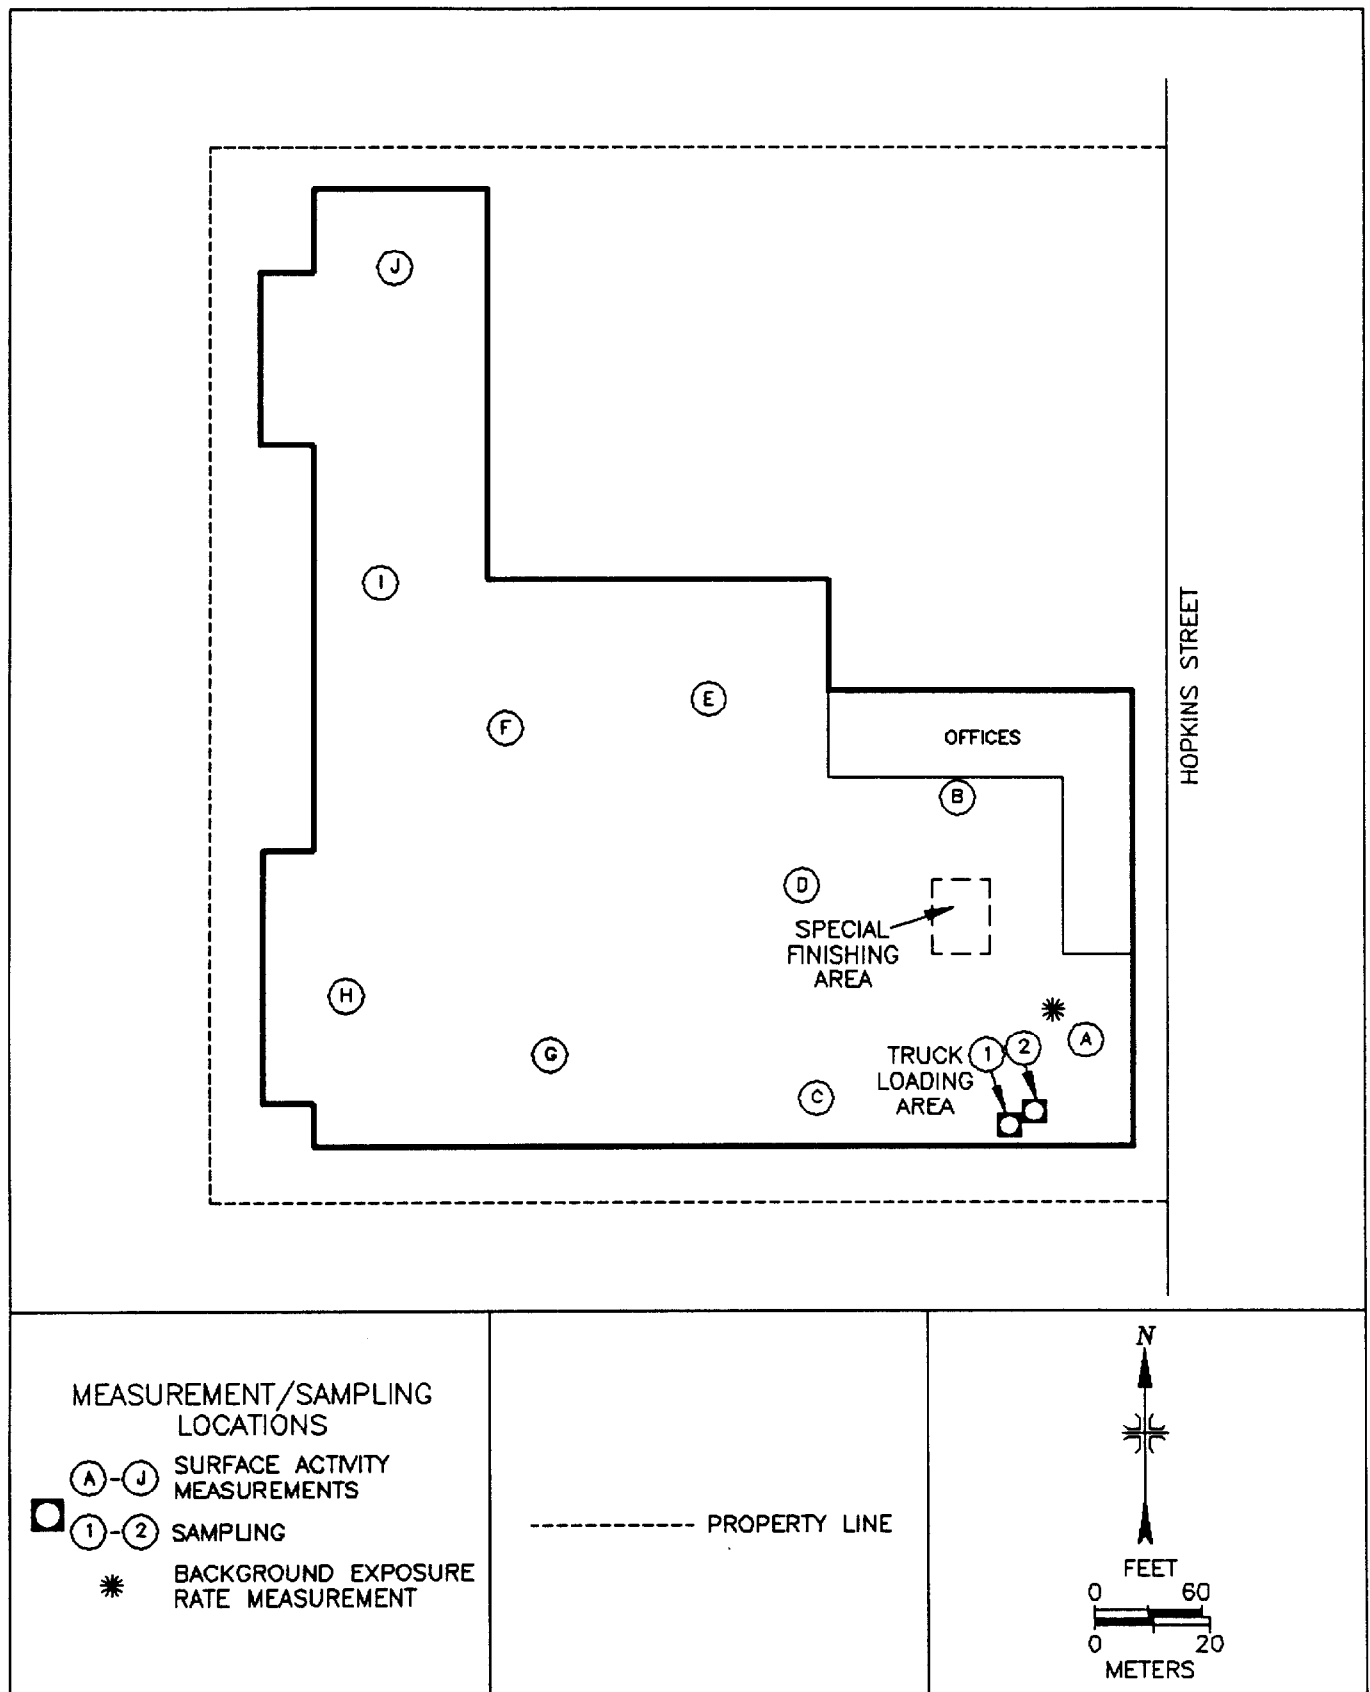 J
I
E
F
HOPKINS STREET
OFFICES
B
D
SPECIAL
FINISHING
AREA
H
A
G
TRUCK 1 2
LOADING
AREA
C
MEASUREMENT/SAMPLING
LOCATIONS
A - J SURFACE ACTIVITY
MEASUREMENTS
1 - 2 SAMPLING
BACKGROUND EXPOSURE
RATE MEASUREMENT
PROPERTY LINE
N
FEET
0 60
0 20
METERS